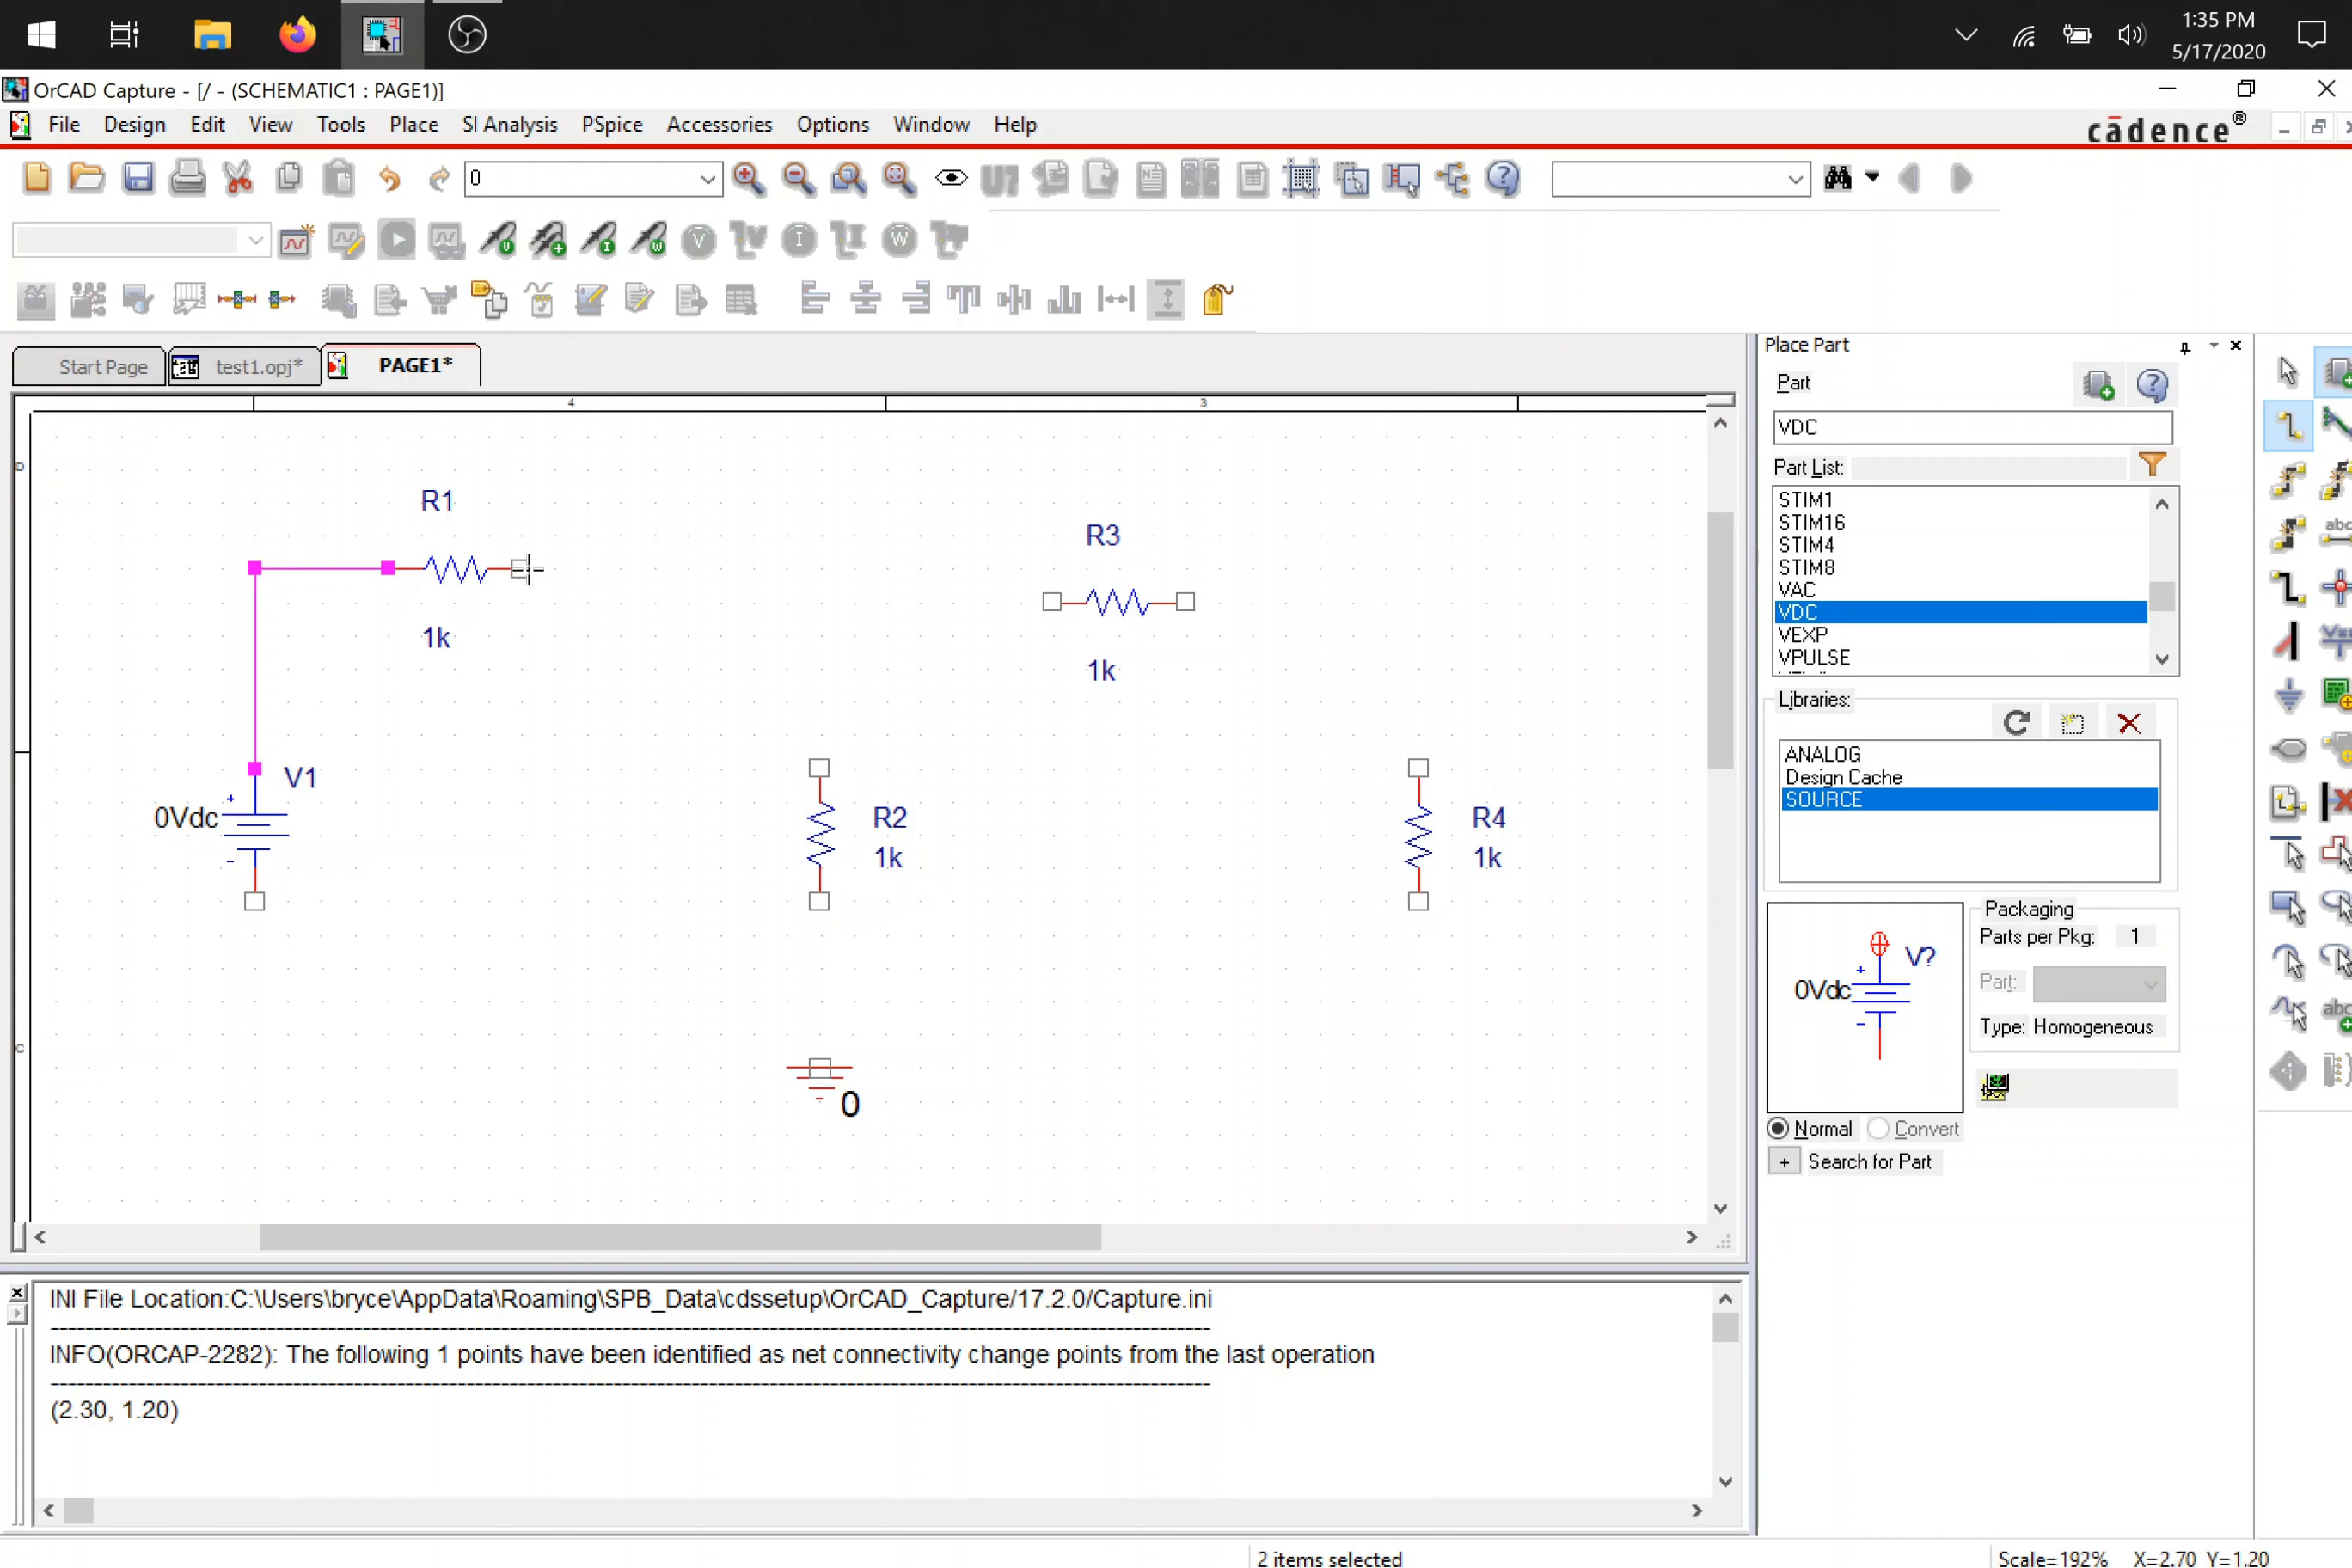 1:35 PM
5/17/2020
OrCAD Capture - [/ - (SCHEMATIC1 : PAGE1)]
File Design Edit View Tools Place SI Analysis PSpice Accessories Options Window Help
cādence®
0
Start Page
test1.opj*
PAGE1*
4
3
D
C
R1
1k
R3
1k
V1
+
0Vdc
-
R2
1k
R4
1k
0
Place Part
Part
VDC
Part List:
STIM1
STIM16
STIM4
STIM8
VAC
VDC
VEXP
VPULSE
Libraries:
ANALOG
Design Cache
SOURCE
V?
+
0Vdc
-
Packaging
Parts per Pkg: 1
Part:
Type: Homogeneous
Normal Convert
+ Search for Part
INI File Location:C:\Users\bryce\AppData\Roaming\SPB_Data\cdssetup\OrCAD_Capture/17.2.0/Capture.ini
INFO(ORCAP-2282): The following 1 points have been identified as net connectivity change points from the last operation
(2.30, 1.20)
2 items selected
Scale=192% X=2.70 Y=1.20